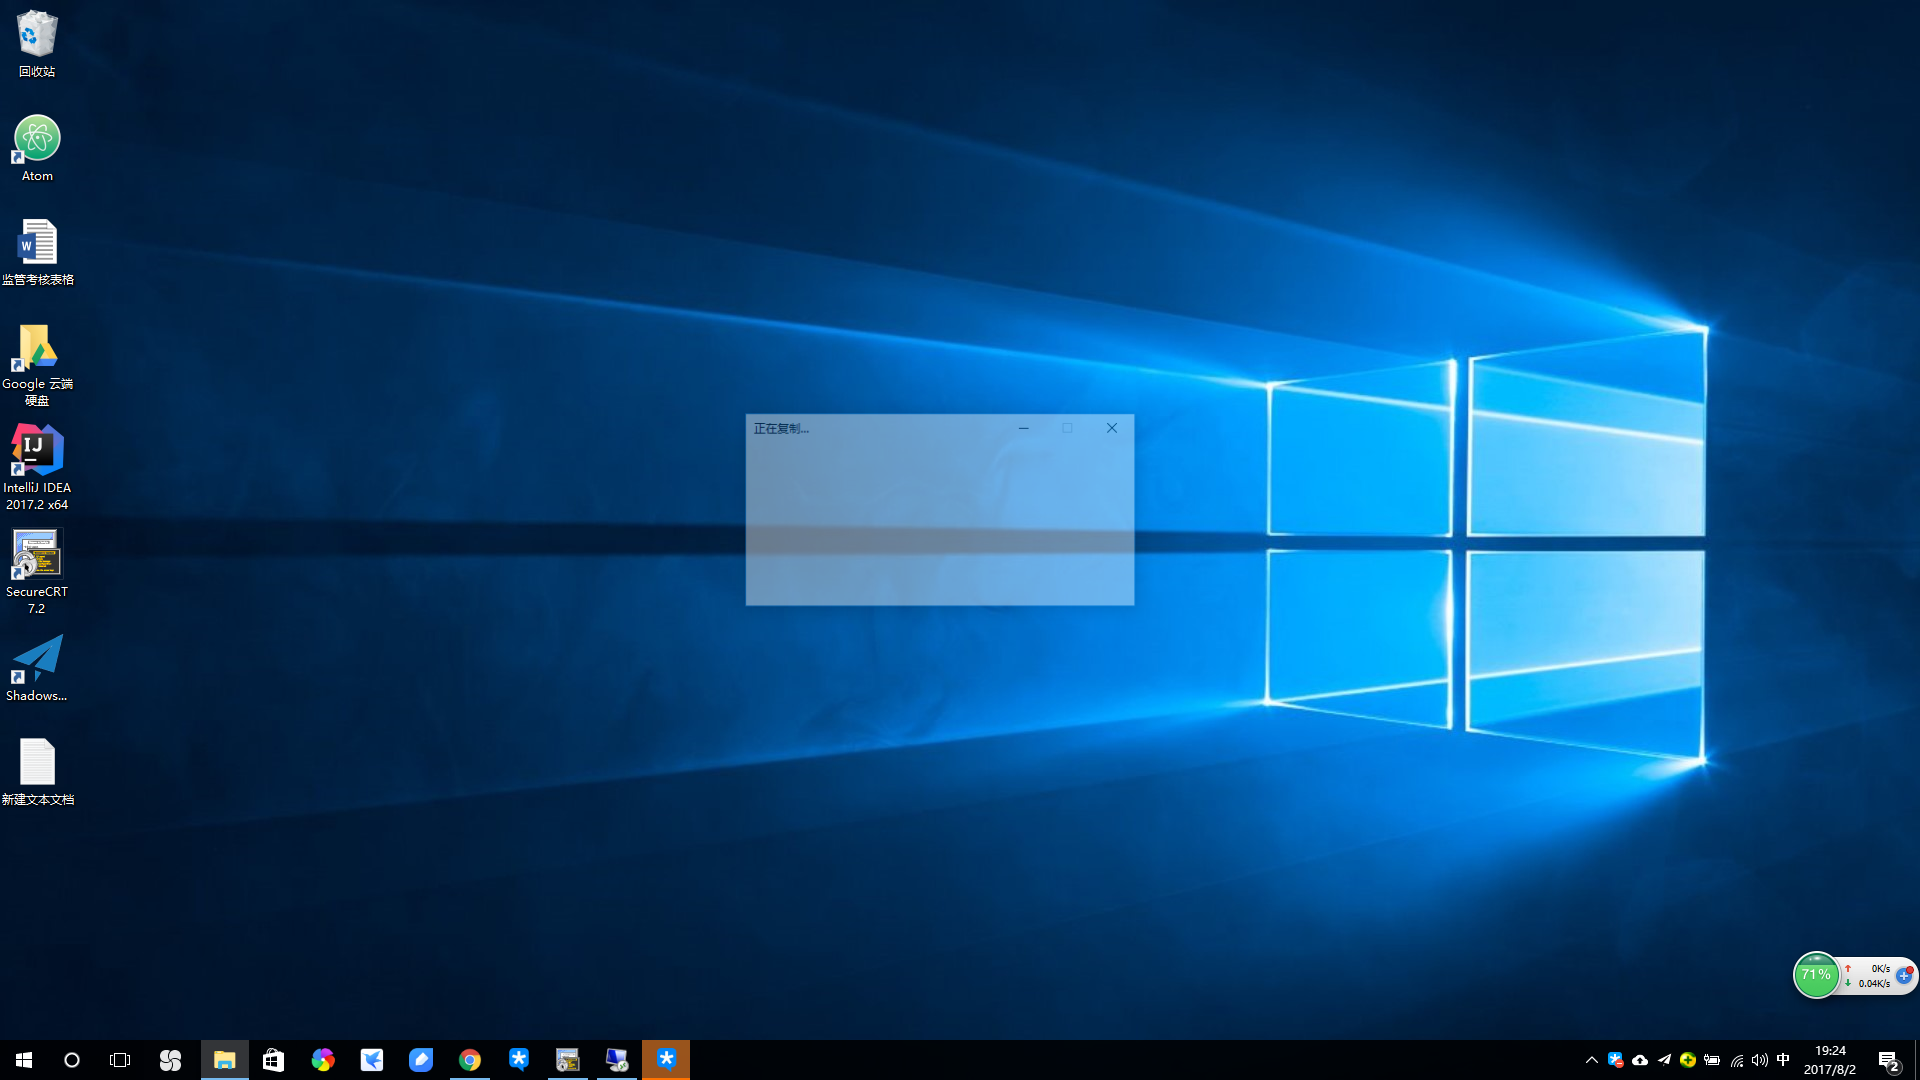 回收站
Atom
W
监管考核表格
Google 云端
硬盘
IJ
IntelliJ IDEA
2017.2 x64
SecureCRT
7.2
Shadows...
新建文本文档
正在复制...
71%
0K/s
0.04K/s
中
19:24
2017/8/2
2